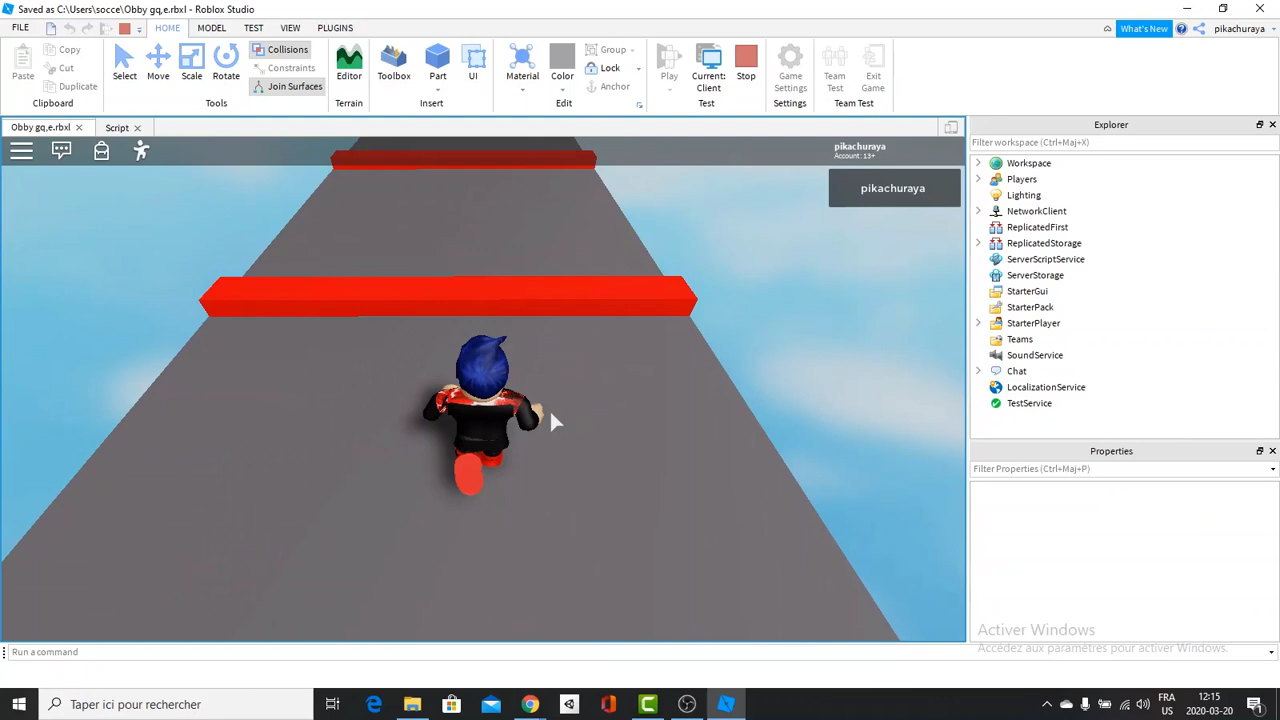 Saved as C:\Users\socce\Obby gq,e.rbxl - Roblox Studio
FILE HOME MODEL TEST VIEW PLUGINS What's New pikachuraya
Paste Copy Cut Duplicate Clipboard
Select Move Scale Rotate Tools
Collisions
Constraints
Join Surfaces
Editor Terrain
Toolbox Part UI Insert
Material Color Group Lock Anchor Edit
Play Current: Client Stop Test
Game Settings Settings
Team Test Exit Game Team Test
Obby gq,e.rbxl Script
pikachuraya
Account: 13+
pikachuraya
Explorer
Filter workspace (Ctrl+Maj+X)
Workspace
Players
Lighting
NetworkClient
ReplicatedFirst
ReplicatedStorage
ServerScriptService
ServerStorage
StarterGui
StarterPack
StarterPlayer
Teams
SoundService
Chat
LocalizationService
TestService
Properties
Filter Properties (Ctrl+Maj+P)
Activer Windows
Accédez aux paramètres pour activer Windows.
Run a command
Taper ici pour rechercher
FRA
US
12:15
2020-03-20
1